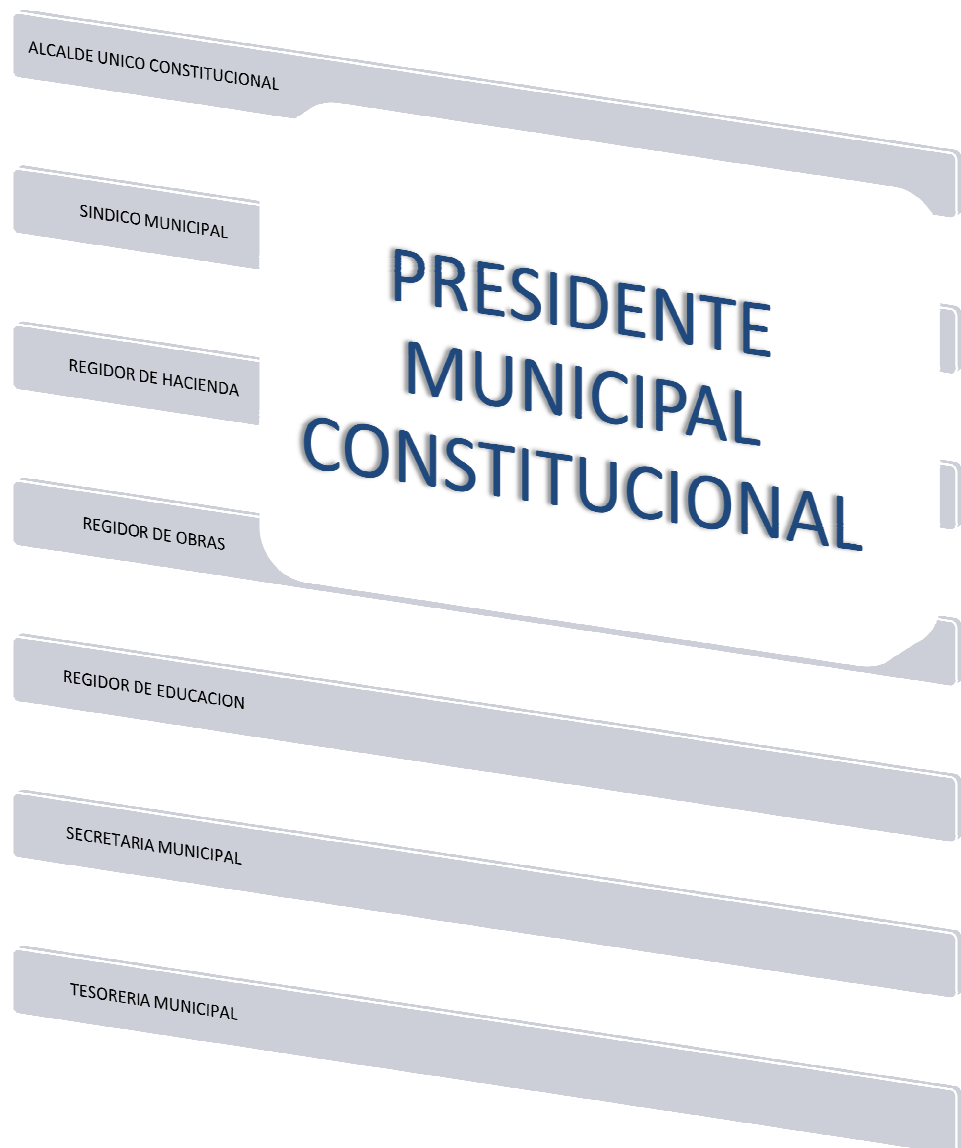 ALCALDE UNICO CONSTITUCIONAL
SINDICO MUNICIPAL
PRESIDENTE
MUNICIPAL
CONSTITUCIONAL
REGIDOR DE HACIENDA
REGIDOR DE OBRAS
REGIDOR DE EDUCACION
SECRETARIA MUNICIPAL
TESORERIA MUNICIPAL